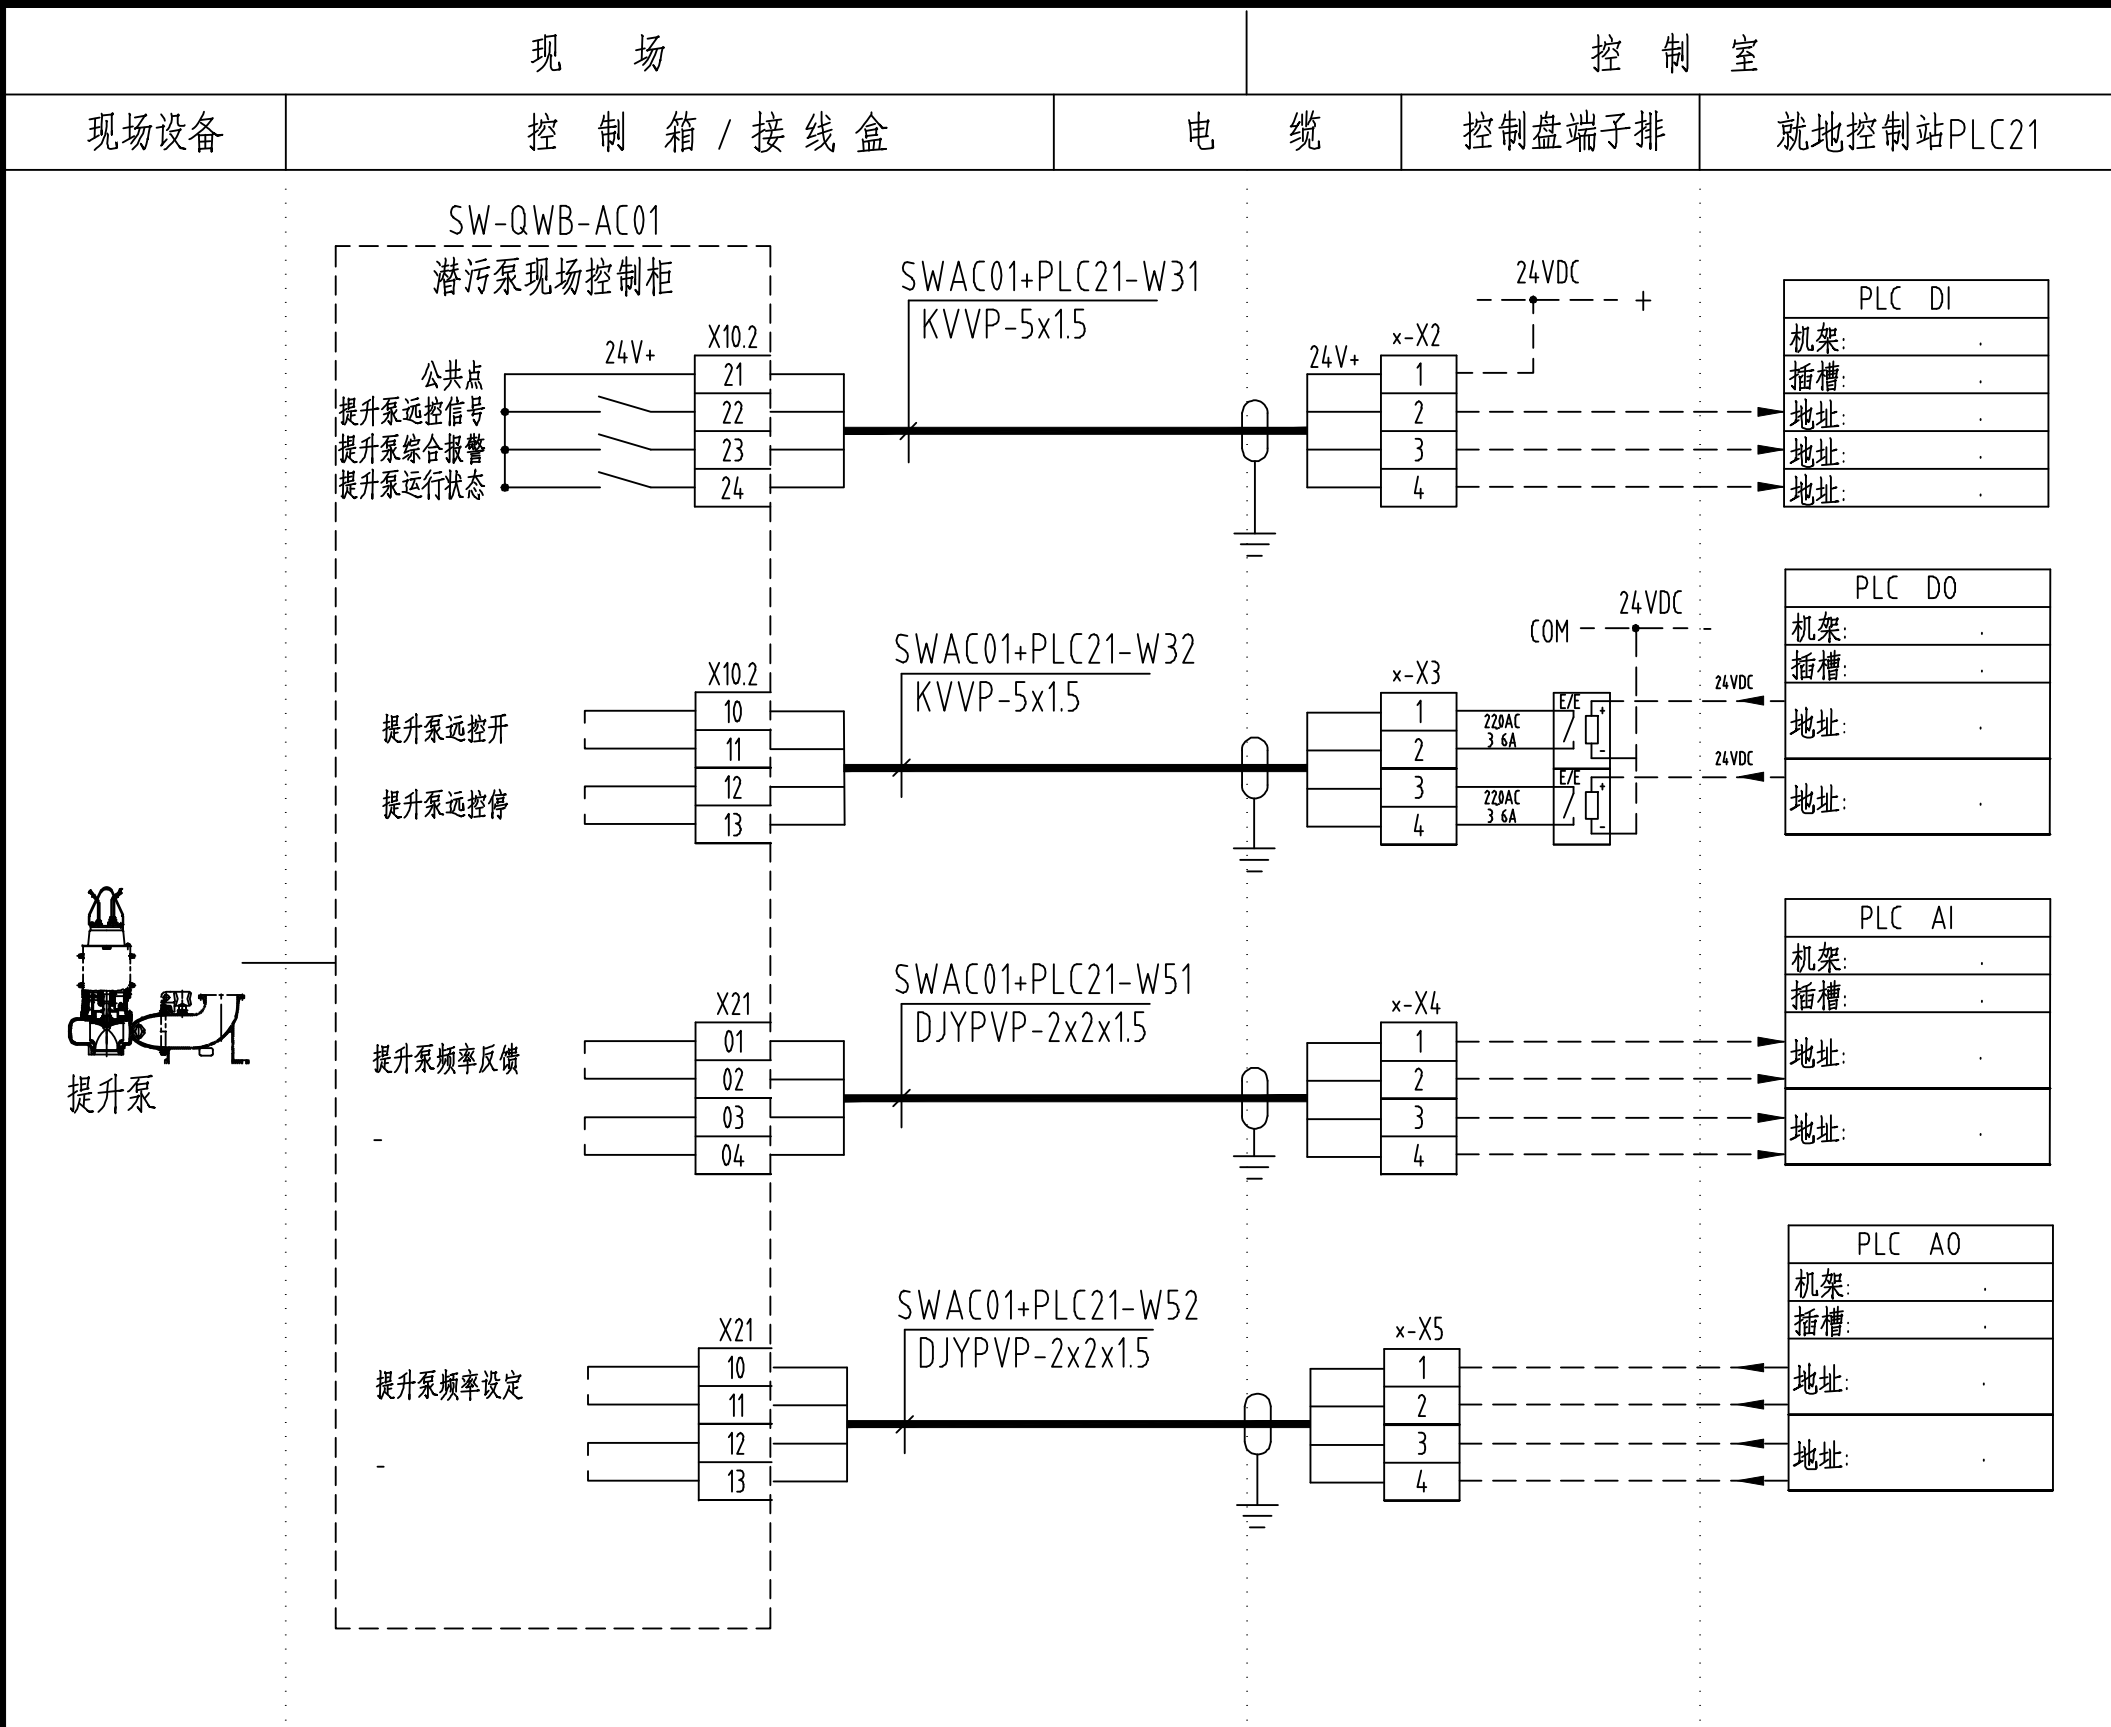 现 场
控 制 室
现场设备
控 制 箱 / 接 线 盒
电 缆
控制盘端子排
就地控制站PLC21
SW-QWB-AC01
潜污泵现场控制柜
SWAC01+PLC21-W31
KVVP-5x1.5
24VDC
+
X10.2
24V+
公共点
提升泵远控信号
提升泵综合报警
提升泵运行状态
21
22
23
24
24V+
x-X2
1
2
3
4
PLC DI
机架: .
插槽: .
地址: .
地址: .
地址: .
SWAC01+PLC21-W32
KVVP-5x1.5
X10.2
提升泵远控开
提升泵远控停
10
11
12
13
x-X3
1
2
3
4
24VDC
COM
-
220AC
3 6A
220AC
3 6A
E/E
+
-
E/E
+
-
24VDC
24VDC
PLC DO
机架: .
插槽: .
地址: .
地址: .
提升泵
SWAC01+PLC21-W51
DJYPVP-2x2x1.5
X21
提升泵频率反馈
-
01
02
03
04
x-X4
1
2
3
4
PLC AI
机架: .
插槽: .
地址: .
地址: .
SWAC01+PLC21-W52
DJYPVP-2x2x1.5
X21
提升泵频率设定
-
10
11
12
13
x-X5
1
2
3
4
PLC AO
机架: .
插槽: .
地址: .
地址: .